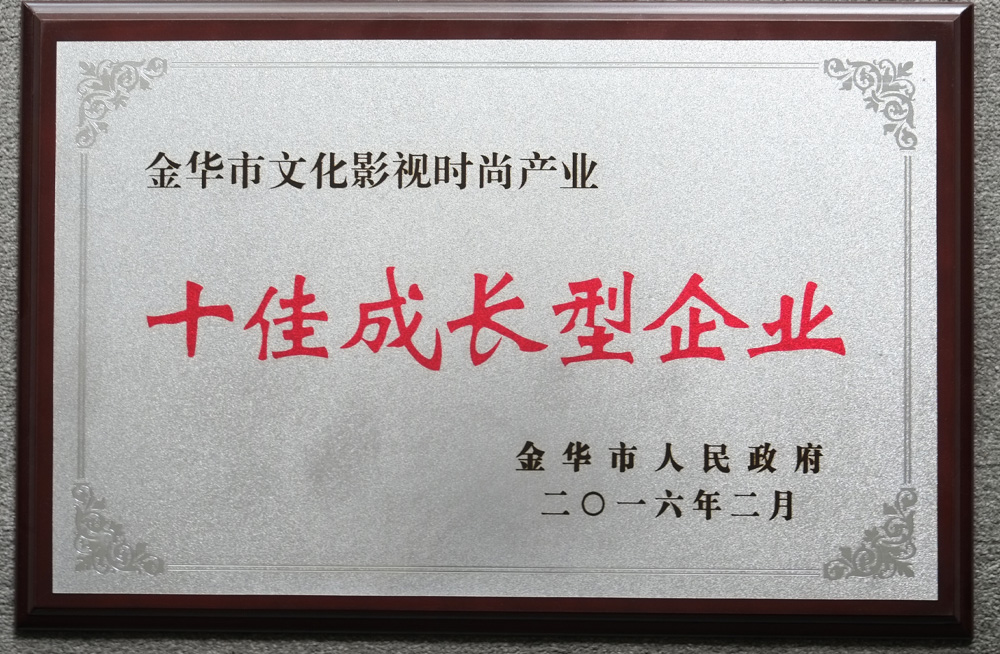 金华市文化影视时尚产业
十佳成长型企业
金华市人民政府
二〇一六年二月